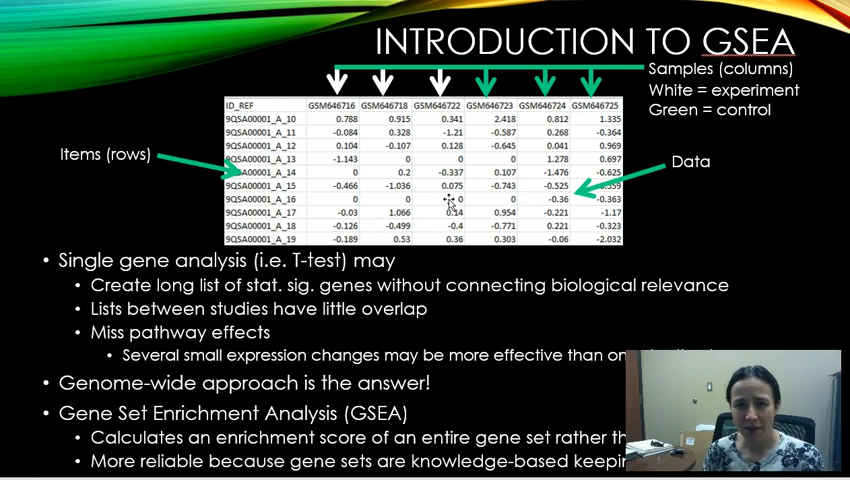 INTRODUCTION TO GSEA
Samples (columns)
White = experiment
Green = control
ID_REF GSM646716 GSM646718 GSM646722 GSM646723 GSM646724 GSM646725
9QSA00001_A_10 0.788 0.915 0.341 2.418 0.812 1.335
9QSA00001_A_11 -0.084 0.328 -1.21 -0.587 0.268 -0.364
9QSA00001_A_12 0.104 -0.107 0.128 -0.645 0.041 0.969
9QSA00001_A_13 -1.143 0 0 0 1.278 0.697
9QSA00001_A_14 0 0.2 -0.337 0.107 -1.476 -0.625
9QSA00001_A_15 -0.466 -1.036 0.075 -0.743 -0.525
9QSA00001_A_16 0 0 0 0 -0.36 -0.363
9QSA00001_A_17 -0.03 1.066 0.14 0.954 -0.221 -1.17
9QSA00001_A_18 -0.126 -0.499 -0.4 -0.771 0.221 -0.323
9QSA00001_A_19 -0.189 0.53 0.36 0.303 -0.06 -2.032
Items (rows)
Data
• Single gene analysis (i.e. T-test) may
• Create long list of stat. sig. genes without connecting biological relevance
• Lists between studies have little overlap
• Miss pathway effects
• Several small expression changes may be more effective than
• Genome-wide approach is the answer!
• Gene Set Enrichment Analysis (GSEA)
• Calculates an enrichment score of an entire gene set rather
• More reliable because gene sets are knowledge-based